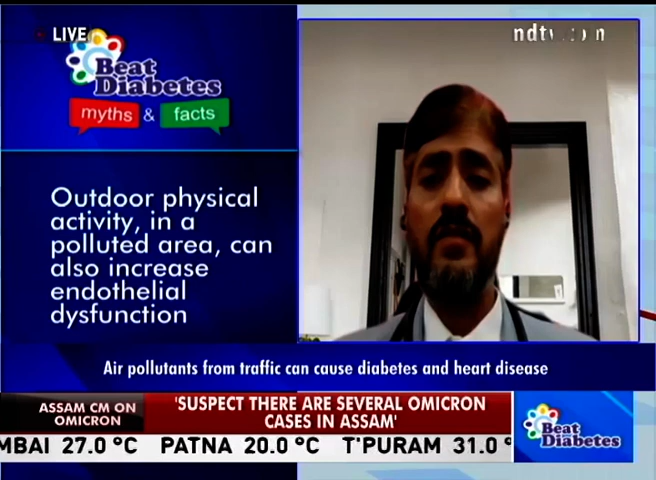 LIVE
ndtv.com
Beat
Diabetes
myths & facts
Outdoor physical
activity, in a
polluted area, can
also increase
endothelial
dysfunction
Air pollutants from traffic can cause diabetes and heart disease
ASSAM CM ON
OMICRON
'SUSPECT THERE ARE SEVERAL OMICRON
CASES IN ASSAM'
MBAI 27.0 °C PATNA 20.0 °C T'PURAM 31.0 °
Beat
Diabetes